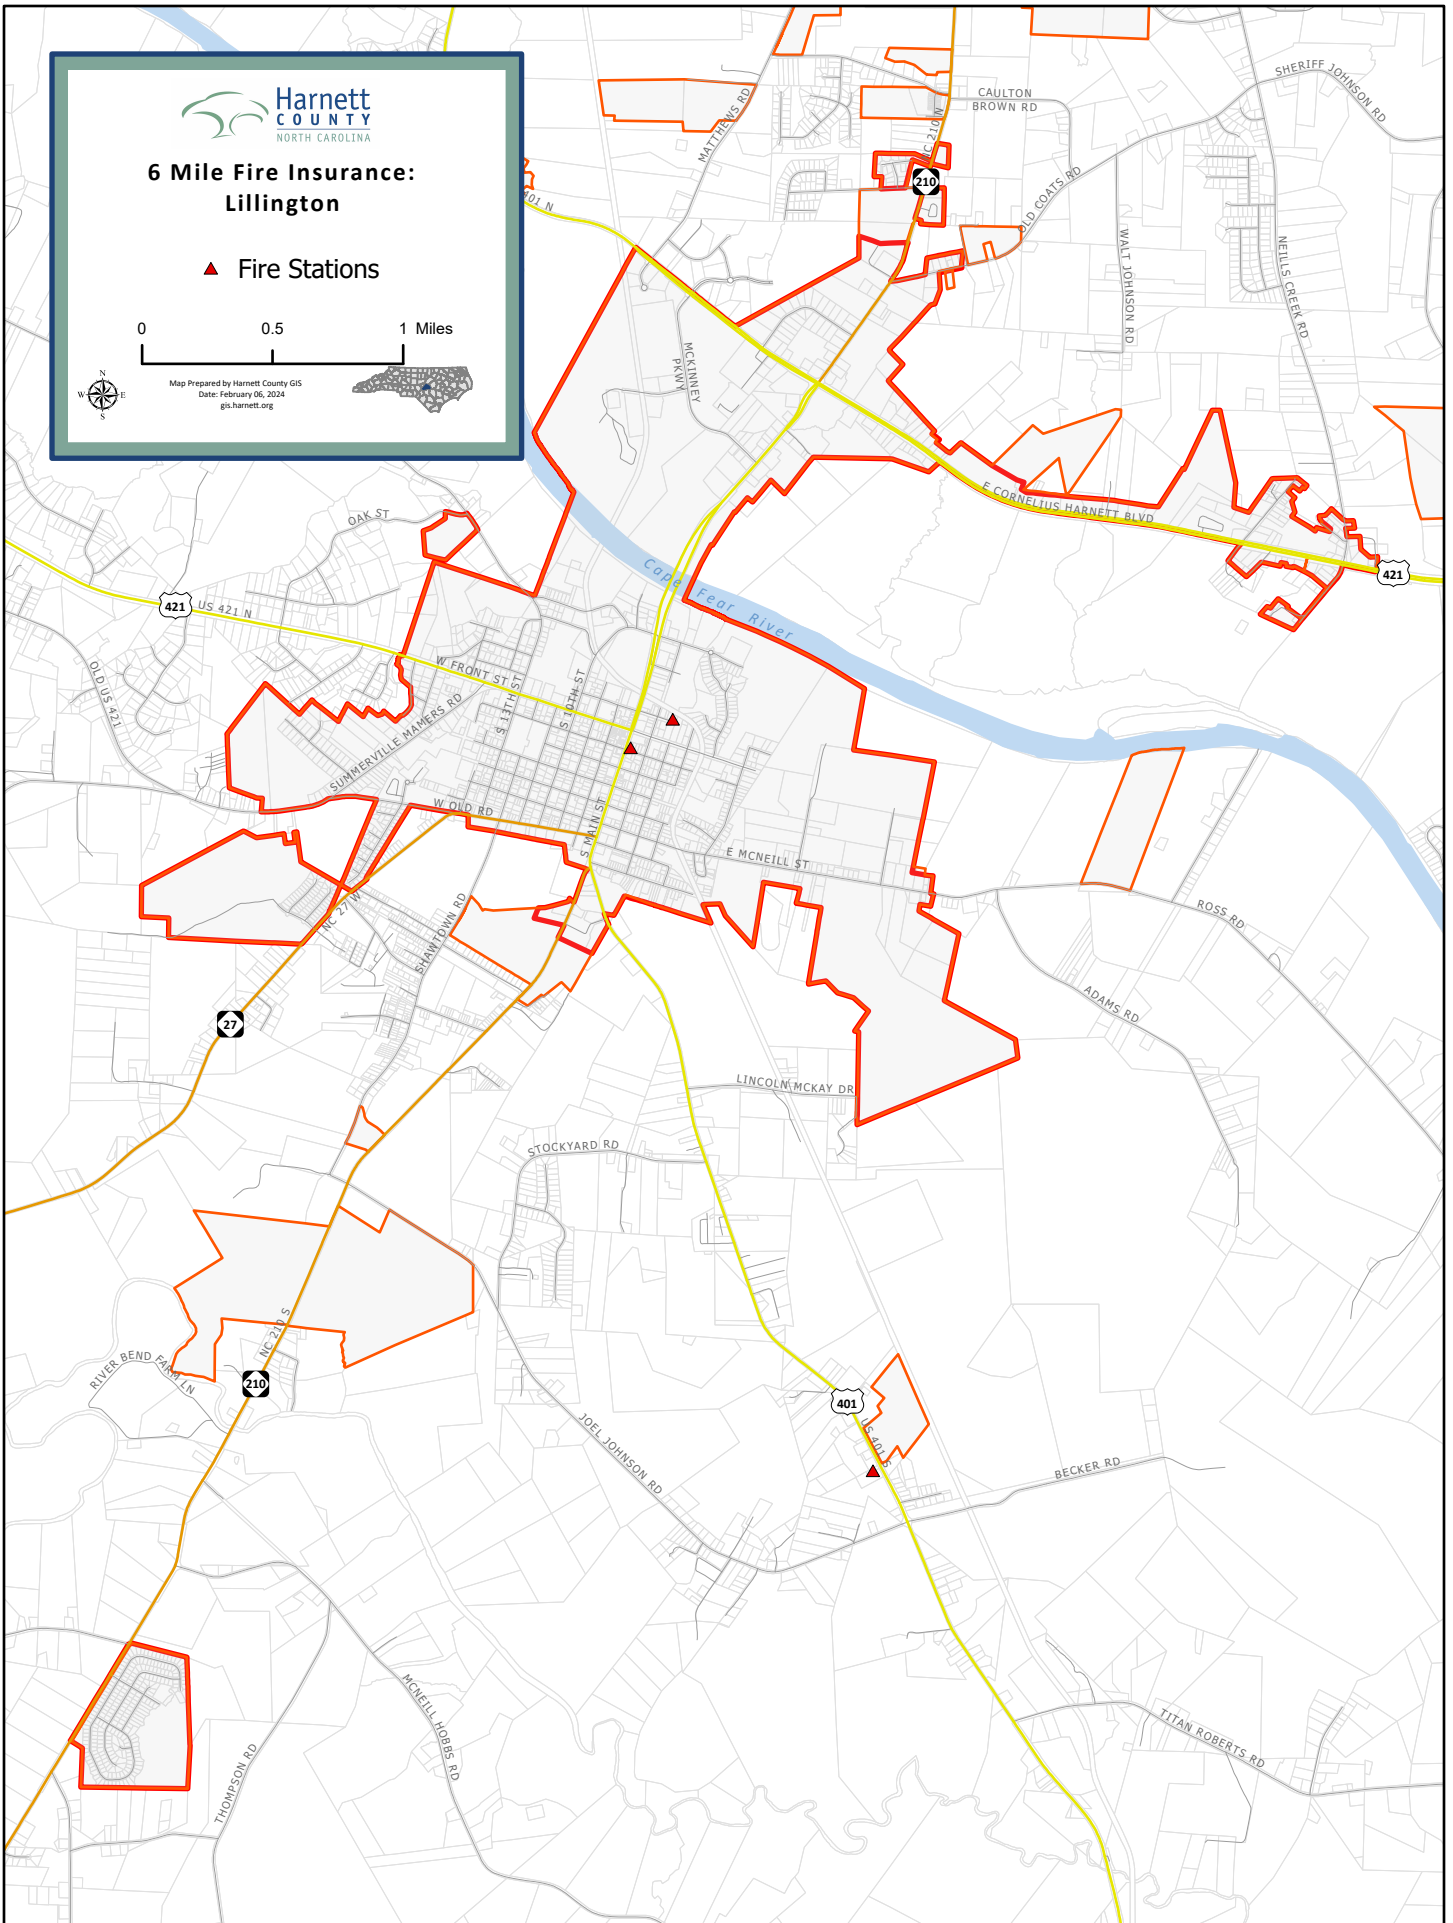 Harnett
COUNTY
NORTH CAROLINA
6 Mile Fire Insurance:
Lillington
Fire Stations
0 0.5 1 Miles
N
W E
S
Map Prepared by Harnett County GIS
Date: February 06, 2024
gis.harnett.org
SHERIFF JOHNSON RD
CAULTON
BROWN RD
MATTHEWS RD
NC 210 N
210
401 N
OLD COATS RD
WALT JOHNSON RD
NEILLS CREEK RD
MCKINNEY
PKWY
E CORNELIUS HARNETT BLVD
421
OAK ST
Cape Fear River
421
US 421 N
OLD US 421
W FRONT ST
S 13TH ST
S 10TH ST
SUMMERVILLE MAMERS RD
W OLD RD
S MAIN ST
E MCNEILL ST
ROSS RD
NC 27 W
SHAWTOWN RD
ADAMS RD
27
LINCOLN MCKAY DR
STOCKYARD RD
NC 210 S
RIVER BEND FARM LN
210
401
US 401 S
JOEL JOHNSON RD
BECKER RD
MCNEILL HOBBS RD
THOMPSON RD
TITAN ROBERTS RD